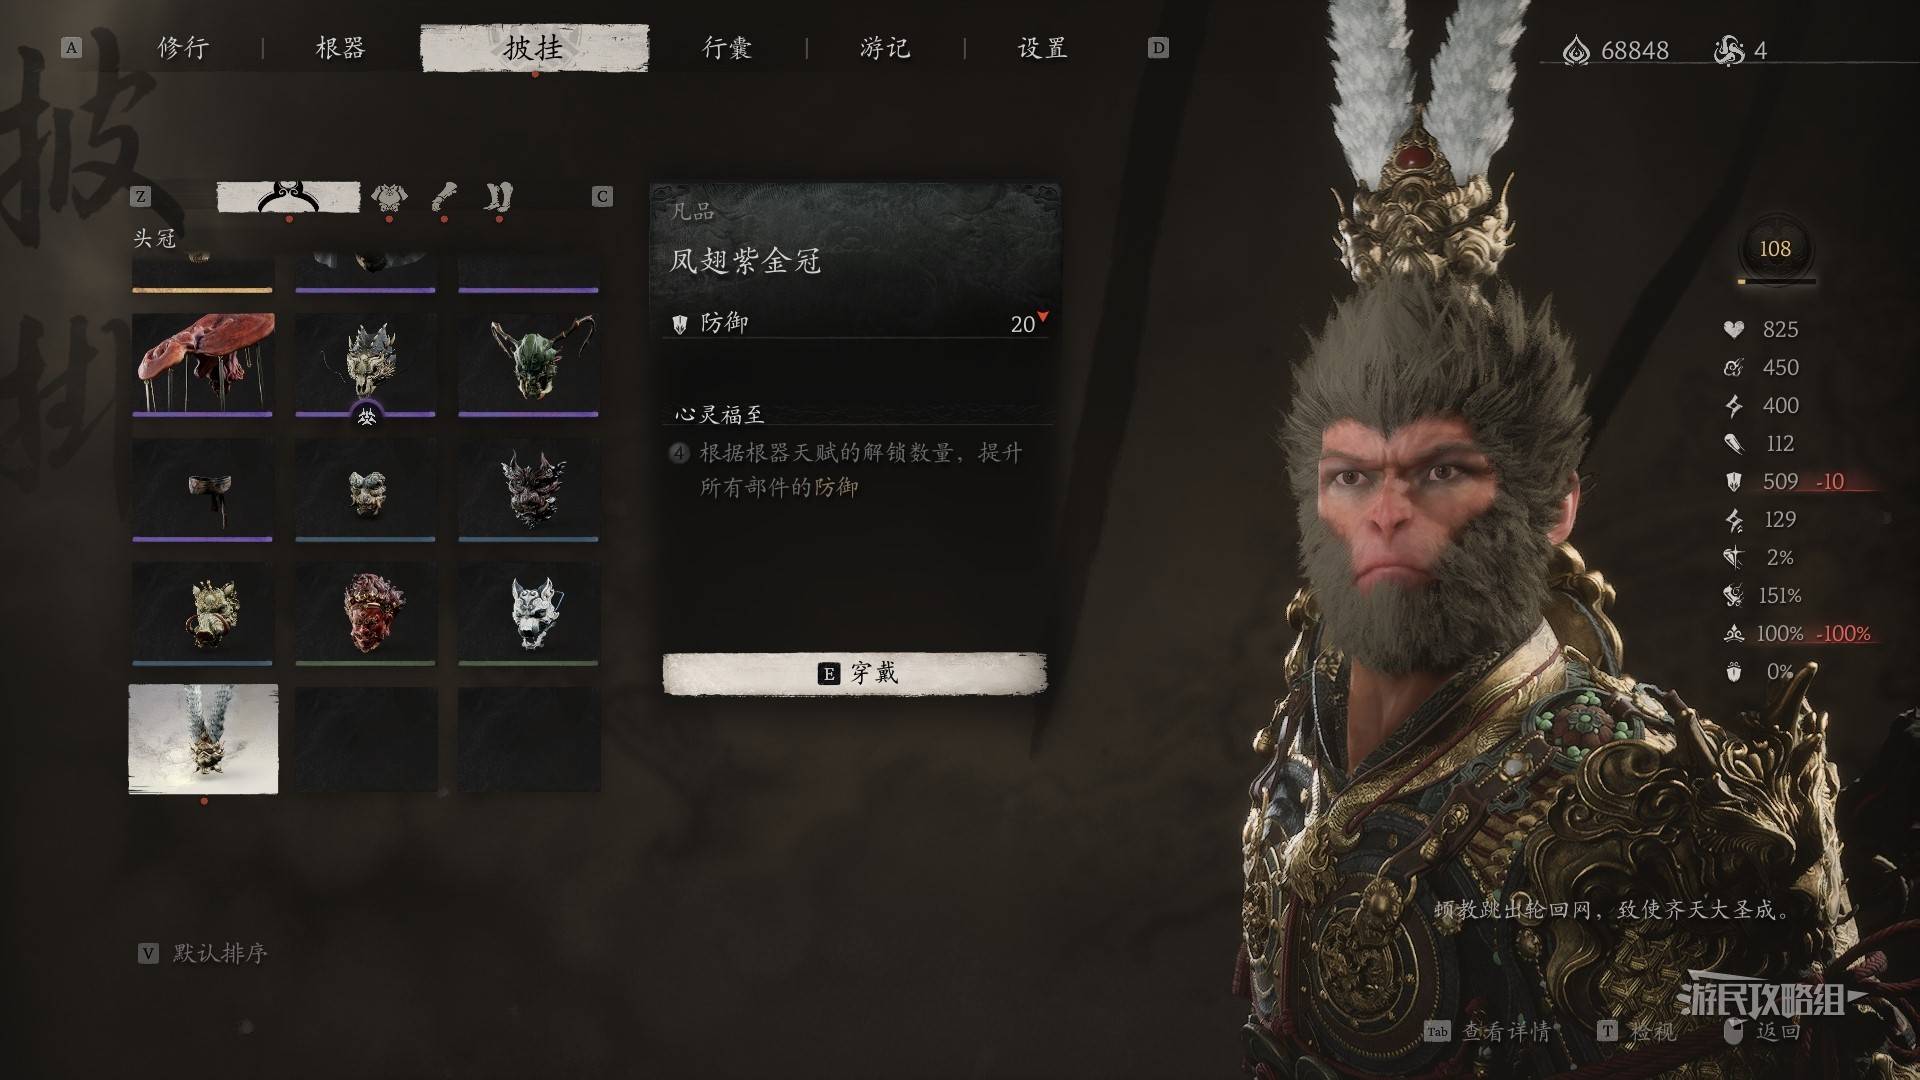 A 修行 | 根器 披挂 行囊 | 游记 | 设置 D
68848 4
披挂
Z C
头冠
凡品
凤翅紫金冠
防御 20
心灵福至
4 根据根器天赋的解锁数量，提升
所有部件的防御
E 穿戴
108
825
450
400
112
509 -10
129
2%
151%
100% -100%
0%
顿教跳出轮回网，致使齐天大圣成。
V 默认排序
游民攻略组
Tab 查看详情 T 检视 返回